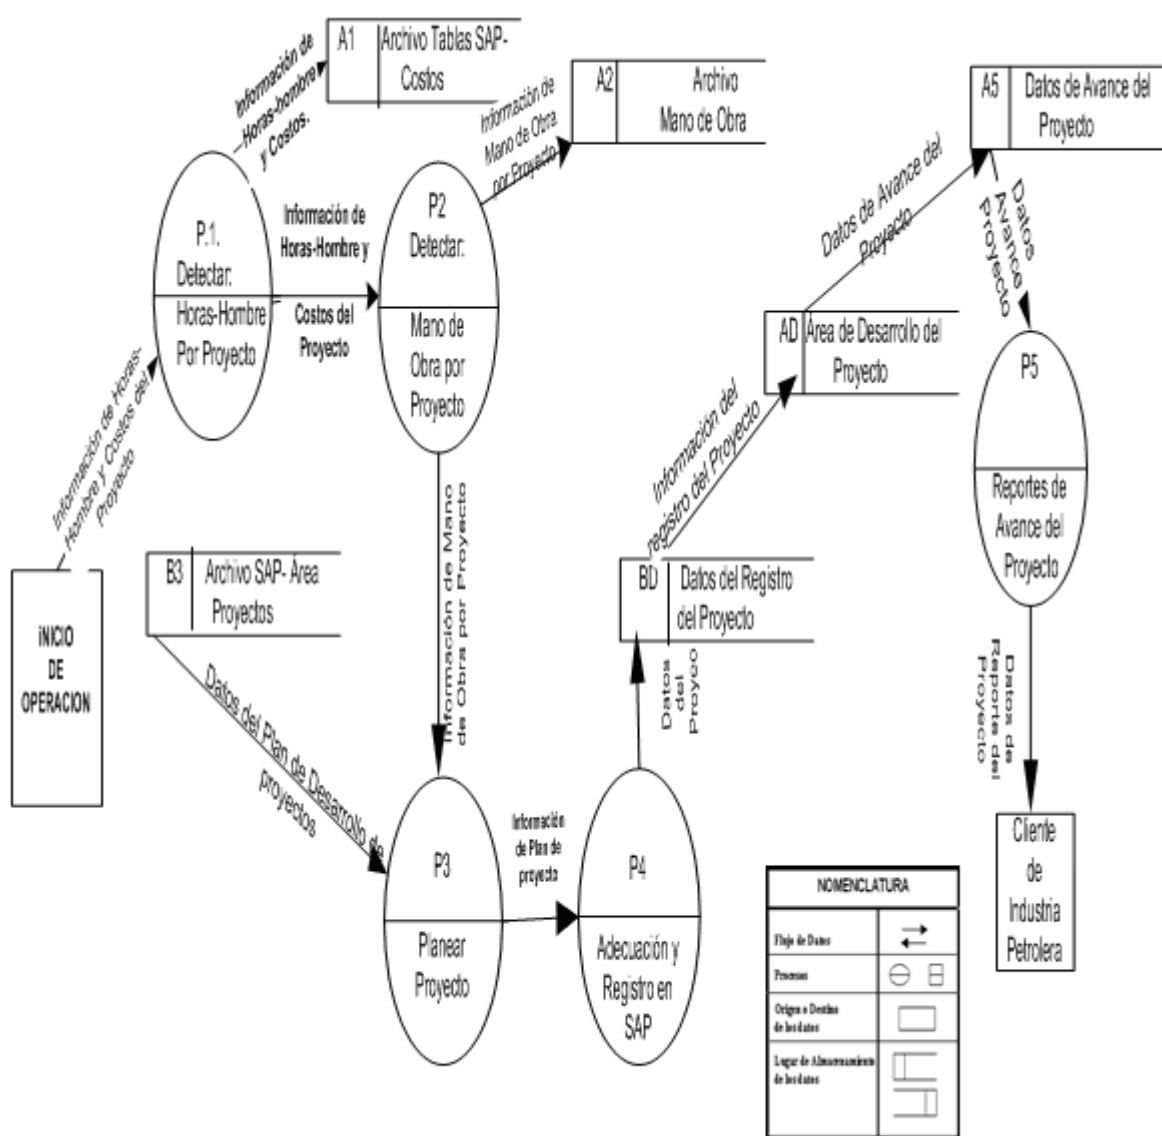 Información de
Horas-hombre
y Costos.
A1
Archivo Tablas SAP-
Costos
Información de
Mano de Obra
por Proyecto
A2
Archivo
Mano de Obra
A5
Datos de Avance del
Proyecto
P.1.
Detectar:
Horas-Hombre
Por Proyecto
Información de
Horas-Hombre y
Costos del
Proyecto
P2
Detectar:
Mano de
Obra por
Proyecto
Datos de Avance del
Proyecto
Datos
Avance
Proyecto
AD
Área de Desarrollo del
Proyecto
P5
Reportes de
Avance del
Proyecto
Información de Horas-
Hombre y Costos del
Proyecto
Información del
registro del Proyecto
iNICIO
DE
OPERACION
B3
Archivo SAP- Área
Proyectos
Información de Mano
de Obra por Proyecto
BD
Datos del Registro
del Proyecto
Datos del Plan de Desarrollo de
proyectos
Datos
del
Proyeco
Datos de
Reporte del
Proyecto
P3
Planear
Proyecto
Información
de Plan de
proyecto
P4
Adecuación y
Registro en
SAP
Cliente
de
Industria
Petrolera
NOMENCLATURA
Flujo de Datos
Procesos
Origen o Destino
de los datos
Lugar de Almacenamiento
de los datos